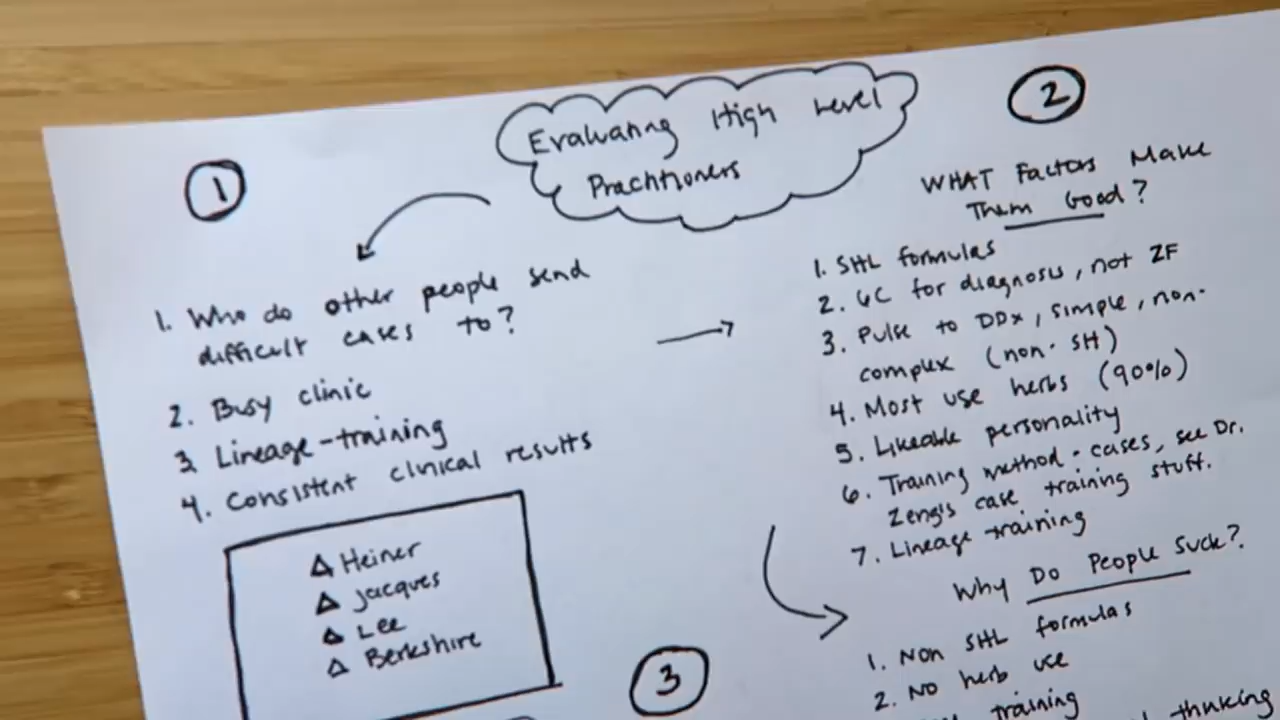 Evaluating High Level
Practitioners
1
1. Who do other people send
difficult cases to?
2. Busy clinic
3. Lineage-training
4. Consistent clinical results
Δ Heiner
Δ Jacques
Δ Lee
Δ Berkshire
2
WHAT Factors Make
Them Good?
1. SHL formulas
2. GC for diagnosis, not ZF
3. Pulse to DDx, simple, non-
complex (non-SH)
4. Most use herbs (90%)
5. Likeable personality
6. Training method - cases, see Dr.
Zeng's case training stuff.
7. Lineage training
Why Do People Suck?
1. Non SHL formulas
2. No herb use
training
thinking
3